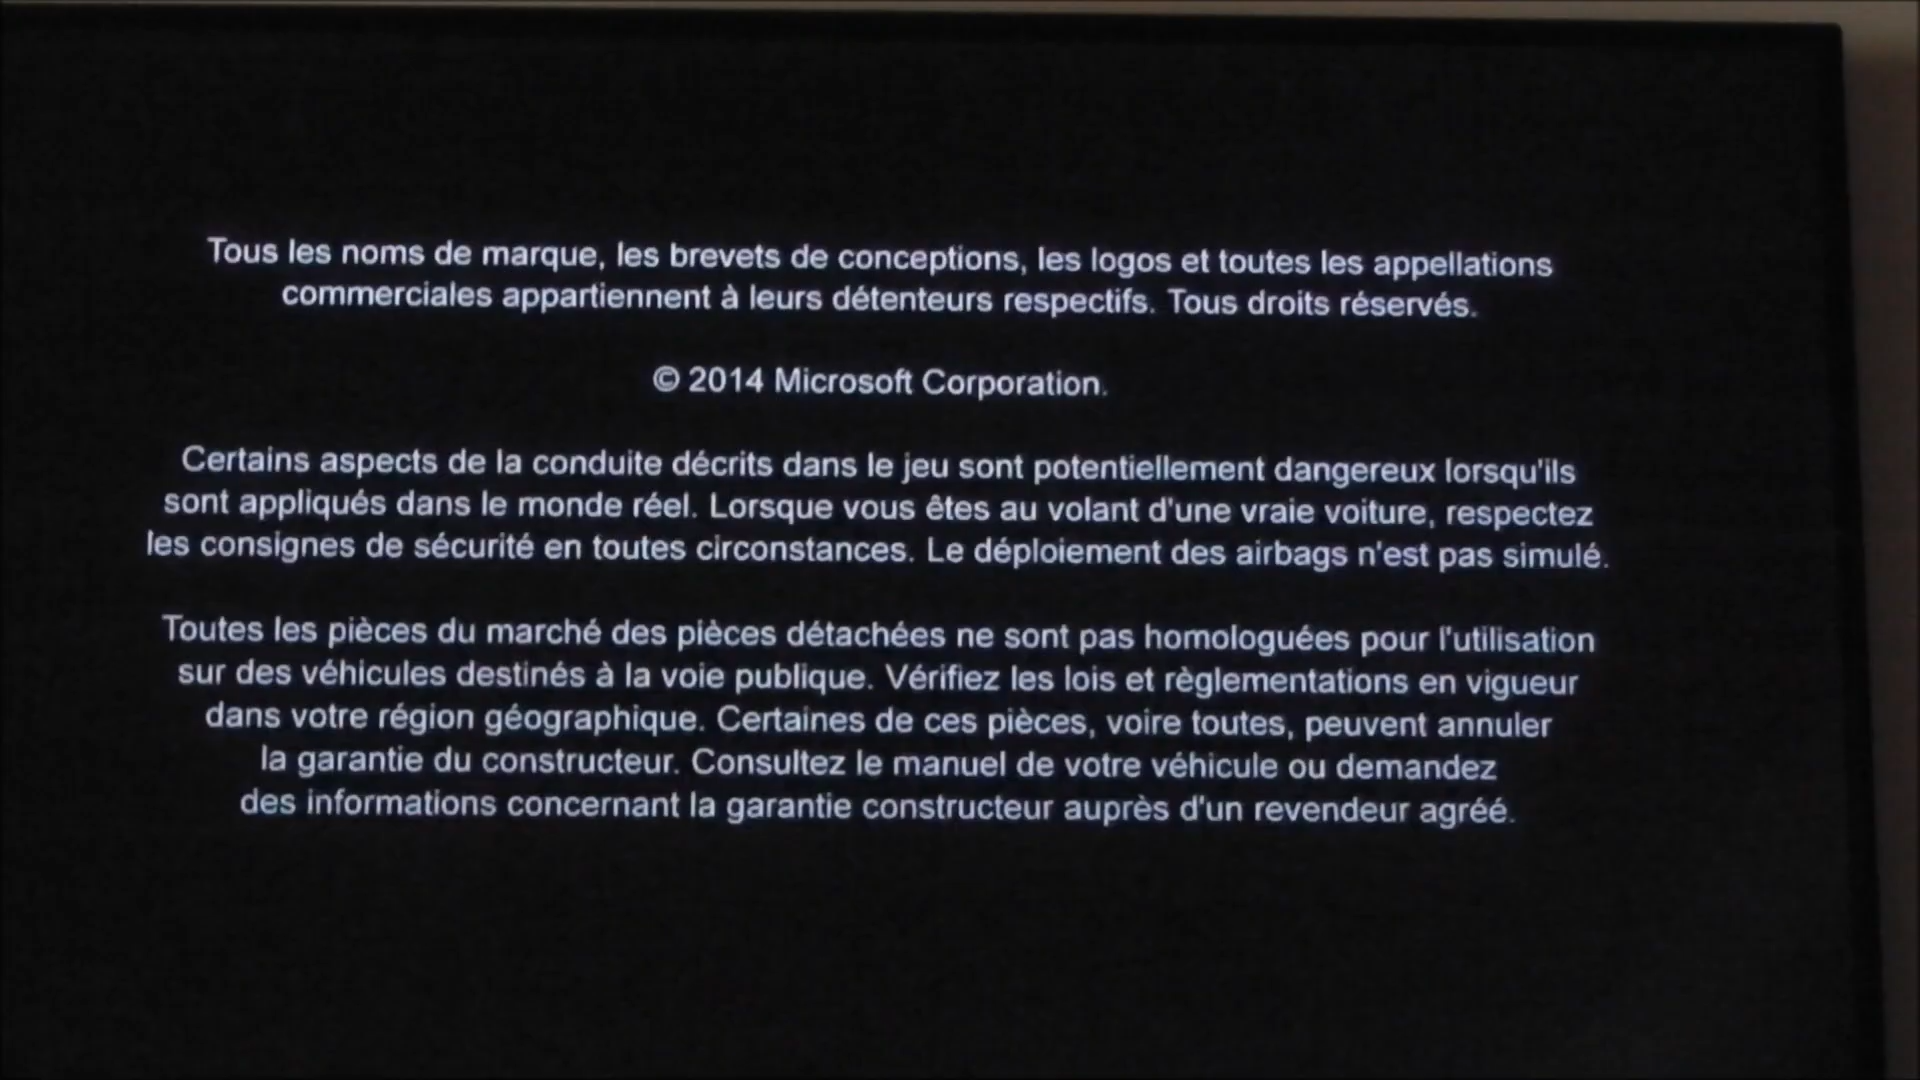 Tous les noms de marque, les brevets de conceptions, les logos et toutes les appellations
commerciales appartiennent à leurs détenteurs respectifs. Tous droits réservés.
© 2014 Microsoft Corporation.
Certains aspects de la conduite décrits dans le jeu sont potentiellement dangereux lorsqu'ils
sont appliqués dans le monde réel. Lorsque vous êtes au volant d'une vraie voiture, respectez
les consignes de sécurité en toutes circonstances. Le déploiement des airbags n'est pas simulé.
Toutes les pièces du marché des pièces détachées ne sont pas homologuées pour l'utilisation
sur des véhicules destinés à la voie publique. Vérifiez les lois et règlementations en vigueur
dans votre région géographique. Certaines de ces pièces, voire toutes, peuvent annuler
la garantie du constructeur. Consultez le manuel de votre véhicule ou demandez
des informations concernant la garantie constructeur auprès d'un revendeur agréé.